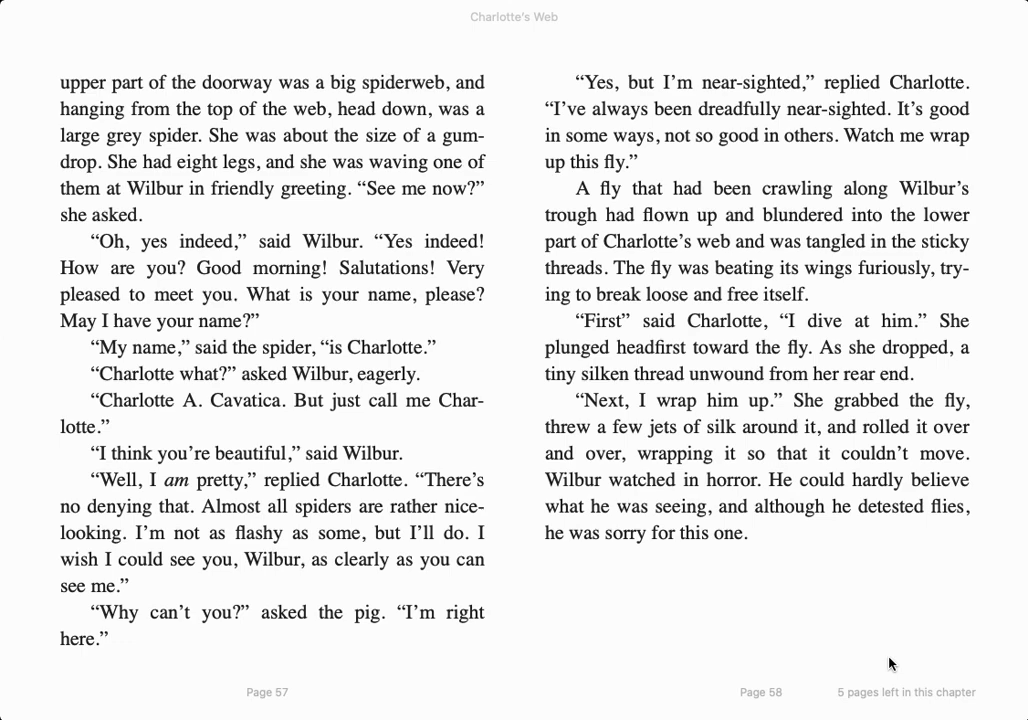 Charlotte's Web
upper part of the doorway was a big spiderweb, and
hanging from the top of the web, head down, was a
large grey spider. She was about the size of a gum-
drop. She had eight legs, and she was waving one of
them at Wilbur in friendly greeting. “See me now?”
she asked.
“Oh, yes indeed,” said Wilbur. “Yes indeed!
How are you? Good morning! Salutations! Very
pleased to meet you. What is your name, please?
May I have your name?”
“My name,” said the spider, “is Charlotte.”
“Charlotte what?” asked Wilbur, eagerly.
“Charlotte A. Cavatica. But just call me Char-
lotte.”
“I think you’re beautiful,” said Wilbur.
“Well, I am pretty,” replied Charlotte. “There’s
no denying that. Almost all spiders are rather nice-
looking. I’m not as flashy as some, but I’ll do. I
wish I could see you, Wilbur, as clearly as you can
see me.”
“Why can’t you?” asked the pig. “I’m right
here.”
Page 57
“Yes, but I’m near-sighted,” replied Charlotte.
“I’ve always been dreadfully near-sighted. It’s good
in some ways, not so good in others. Watch me wrap
up this fly.”
A fly that had been crawling along Wilbur’s
trough had flown up and blundered into the lower
part of Charlotte’s web and was tangled in the sticky
threads. The fly was beating its wings furiously, try-
ing to break loose and free itself.
“First” said Charlotte, “I dive at him.” She
plunged headfirst toward the fly. As she dropped, a
tiny silken thread unwound from her rear end.
“Next, I wrap him up.” She grabbed the fly,
threw a few jets of silk around it, and rolled it over
and over, wrapping it so that it couldn’t move.
Wilbur watched in horror. He could hardly believe
what he was seeing, and although he detested flies,
he was sorry for this one.
Page 58
5 pages left in this chapter